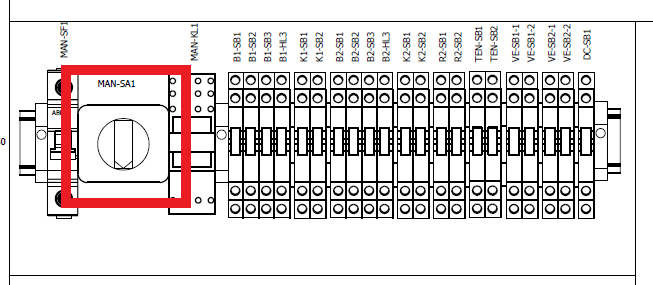 MAN-SF1
MAN-SA1
MAN-KL1
B1-SB1
B1-SB2
B1-SB3
B1-HL3
K1-SB1
K1-SB2
B2-SB1
B2-SB2
B2-SB3
B2-HL3
K2-SB1
K2-SB2
R2-SB1
R2-SB2
TEN-SB1
TEN-SB2
VE-SB1-1
VE-SB1-2
VE-SB2-1
VE-SB2-2
DC-SB1